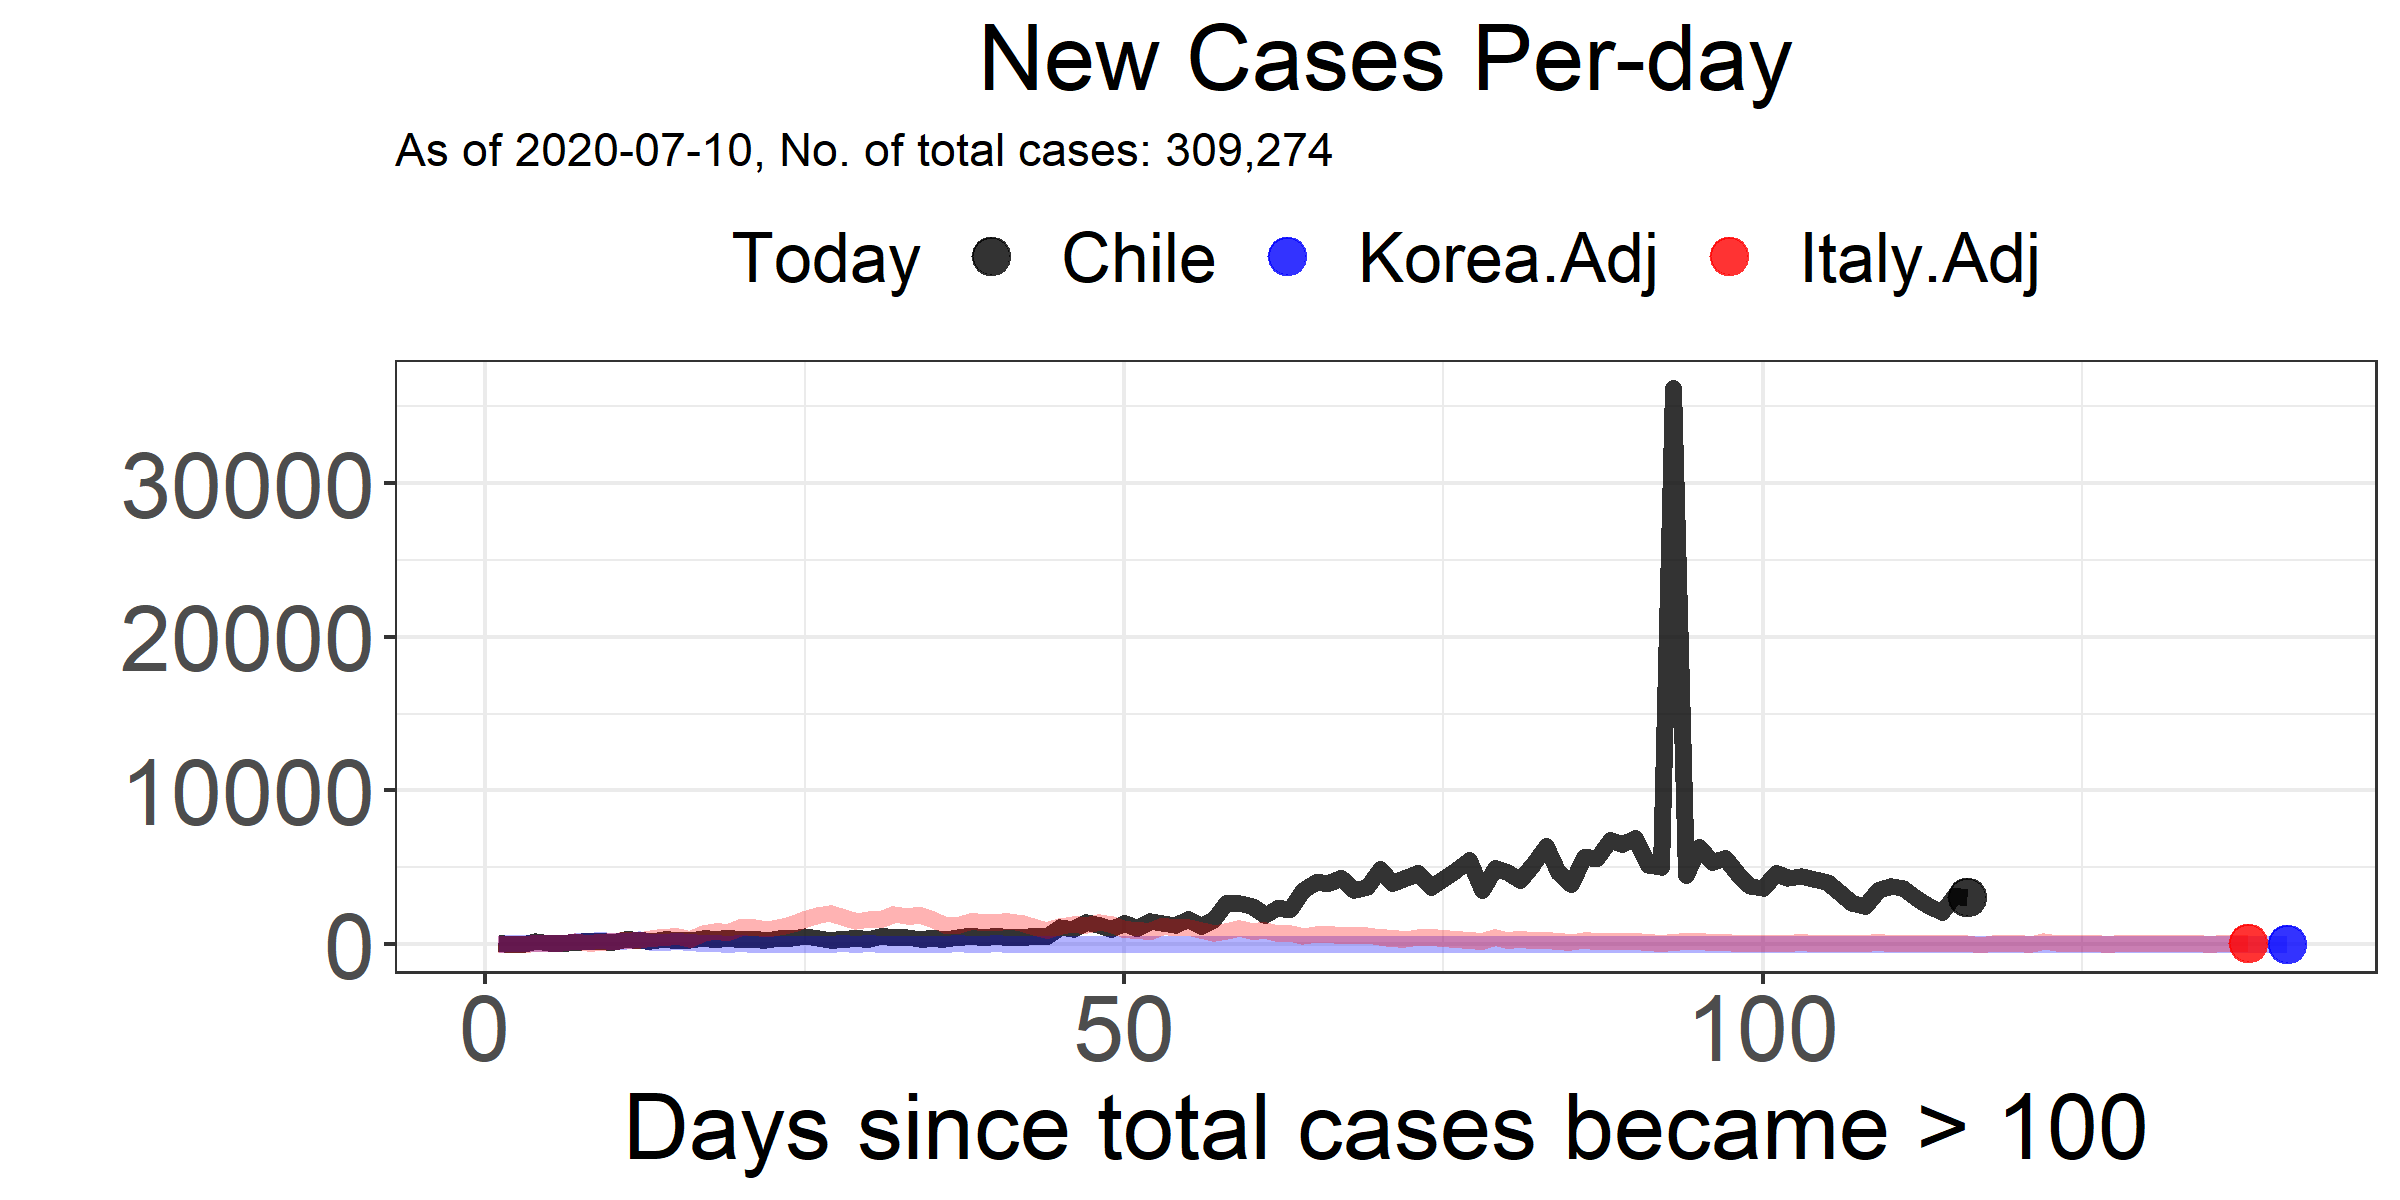 New Cases Per-day
As of 2020-07-10, No. of total cases: 309,274
Today Chile Korea.Adj Italy.Adj
30000
20000
10000
0
0 50 100
Days since total cases became > 100